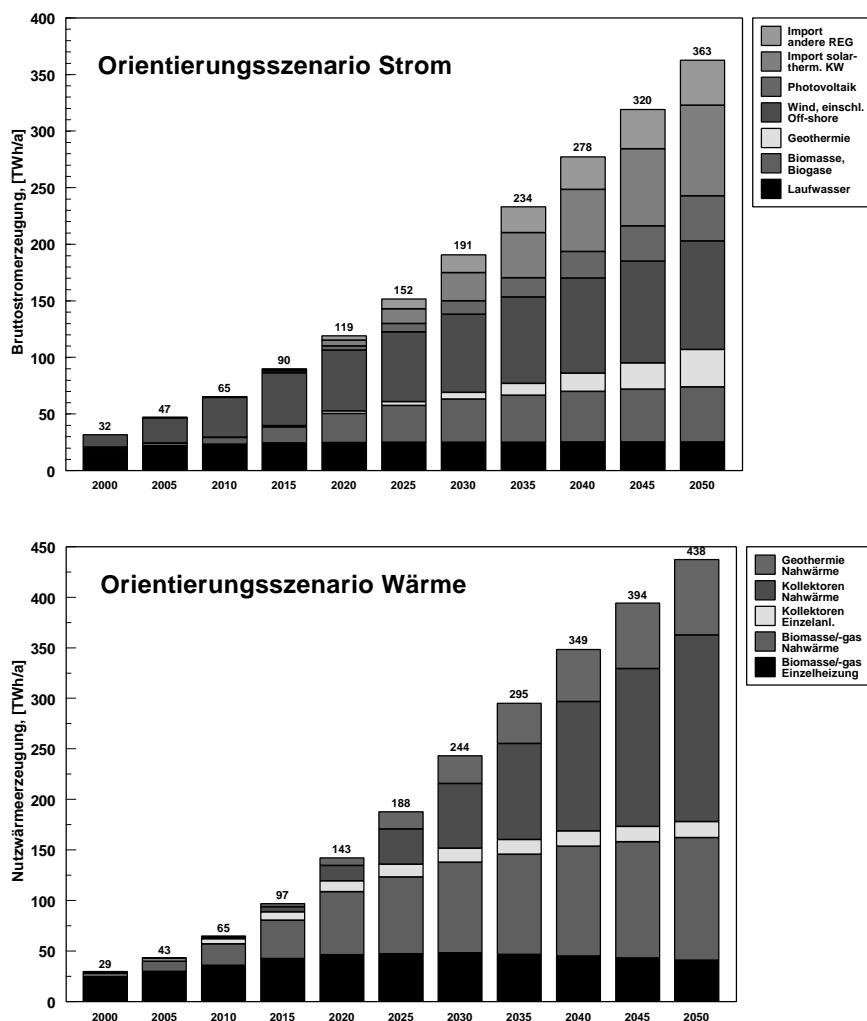 Orientierungsszenario Strom
Bruttostromerzeugung, [TWh/a]
400
350
300
250
200
150
100
50
0
32
47
65
90
119
152
191
234
278
320
363
2000
2005
2010
2015
2020
2025
2030
2035
2040
2045
2050
Import
andere REG
Import solar-
therm. KW
Photovoltaik
Wind, einschl.
Off-shore
Geothermie
Biomasse,
Biogase
Laufwasser
Orientierungsszenario Wärme
Nutzwärmeerzeugung, [TWh/a]
450
400
350
300
250
200
150
100
50
0
29
43
65
97
143
188
244
295
349
394
438
2000
2005
2010
2015
2020
2025
2030
2035
2040
2045
2050
Geothermie
Nahwärme
Kollektoren
Nahwärme
Kollektoren
Einzelanl.
Biomasse/-gas
Nahwärme
Biomasse/-gas
Einzelheizung